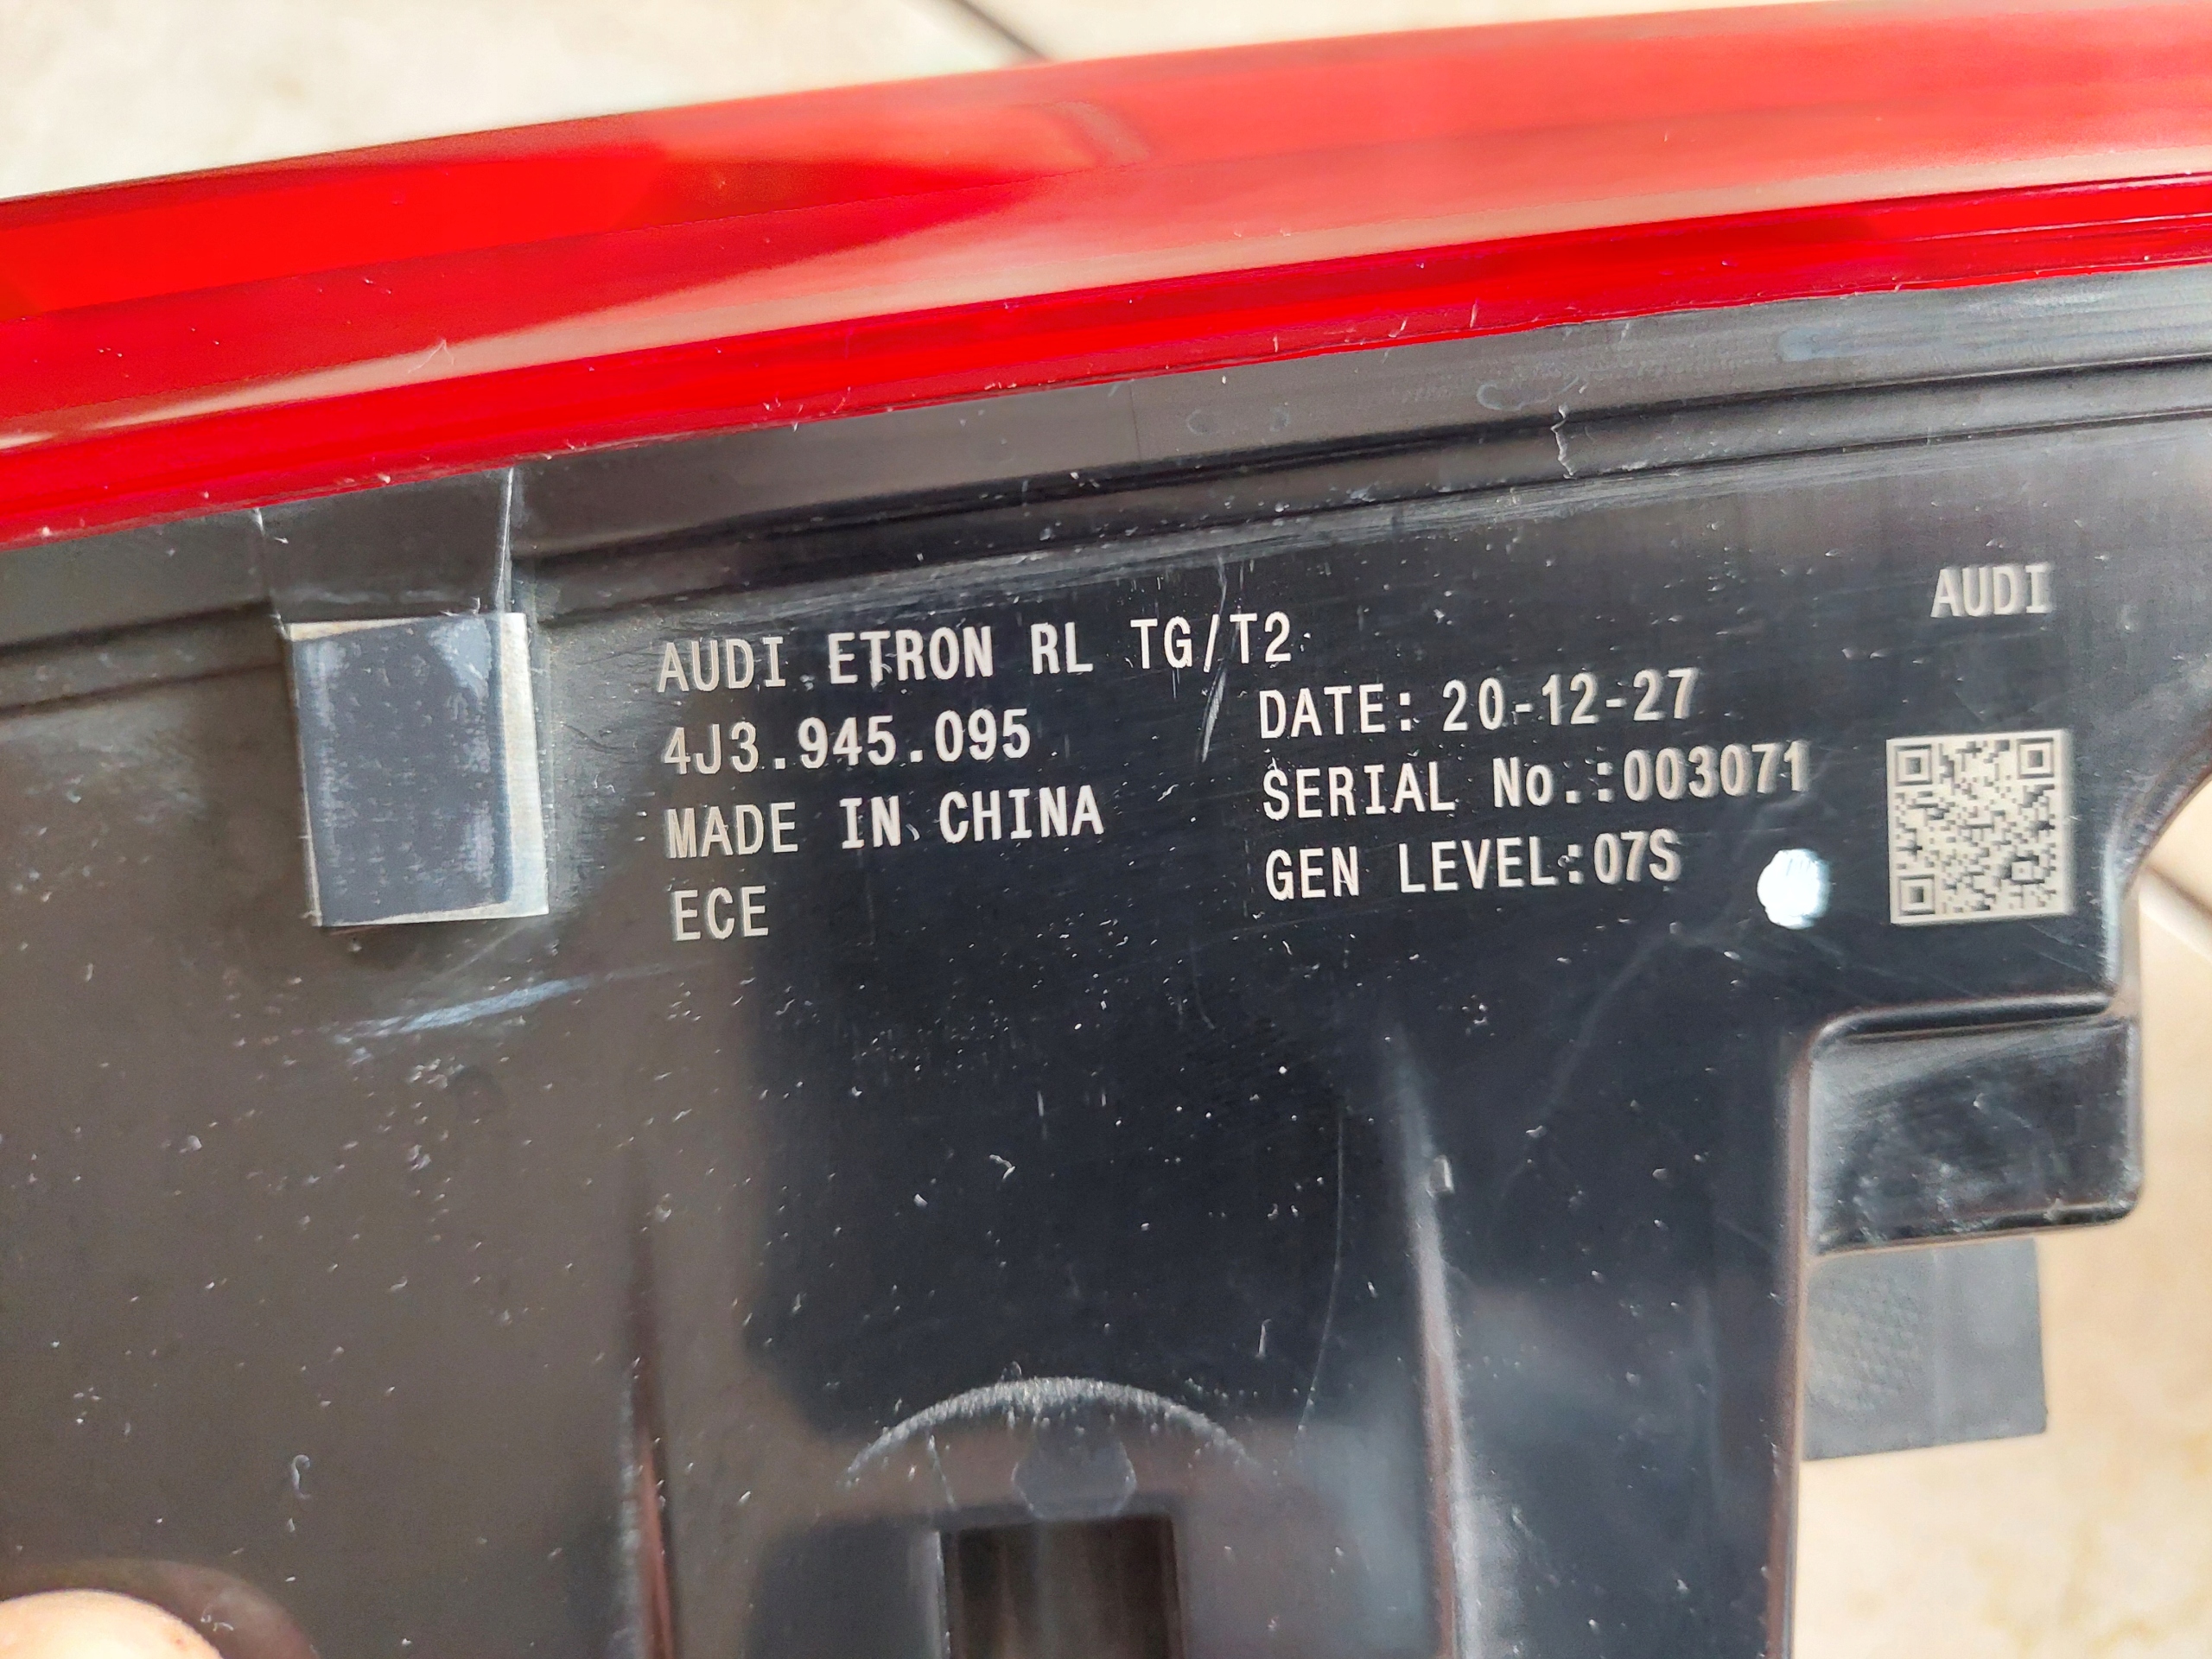 AUDI ETRON RL TG/T2
4J3.945.095
MADE IN CHINA
ECE
DATE: 20-12-27
SERIAL No.:003071
GEN LEVEL:07S
AUDI